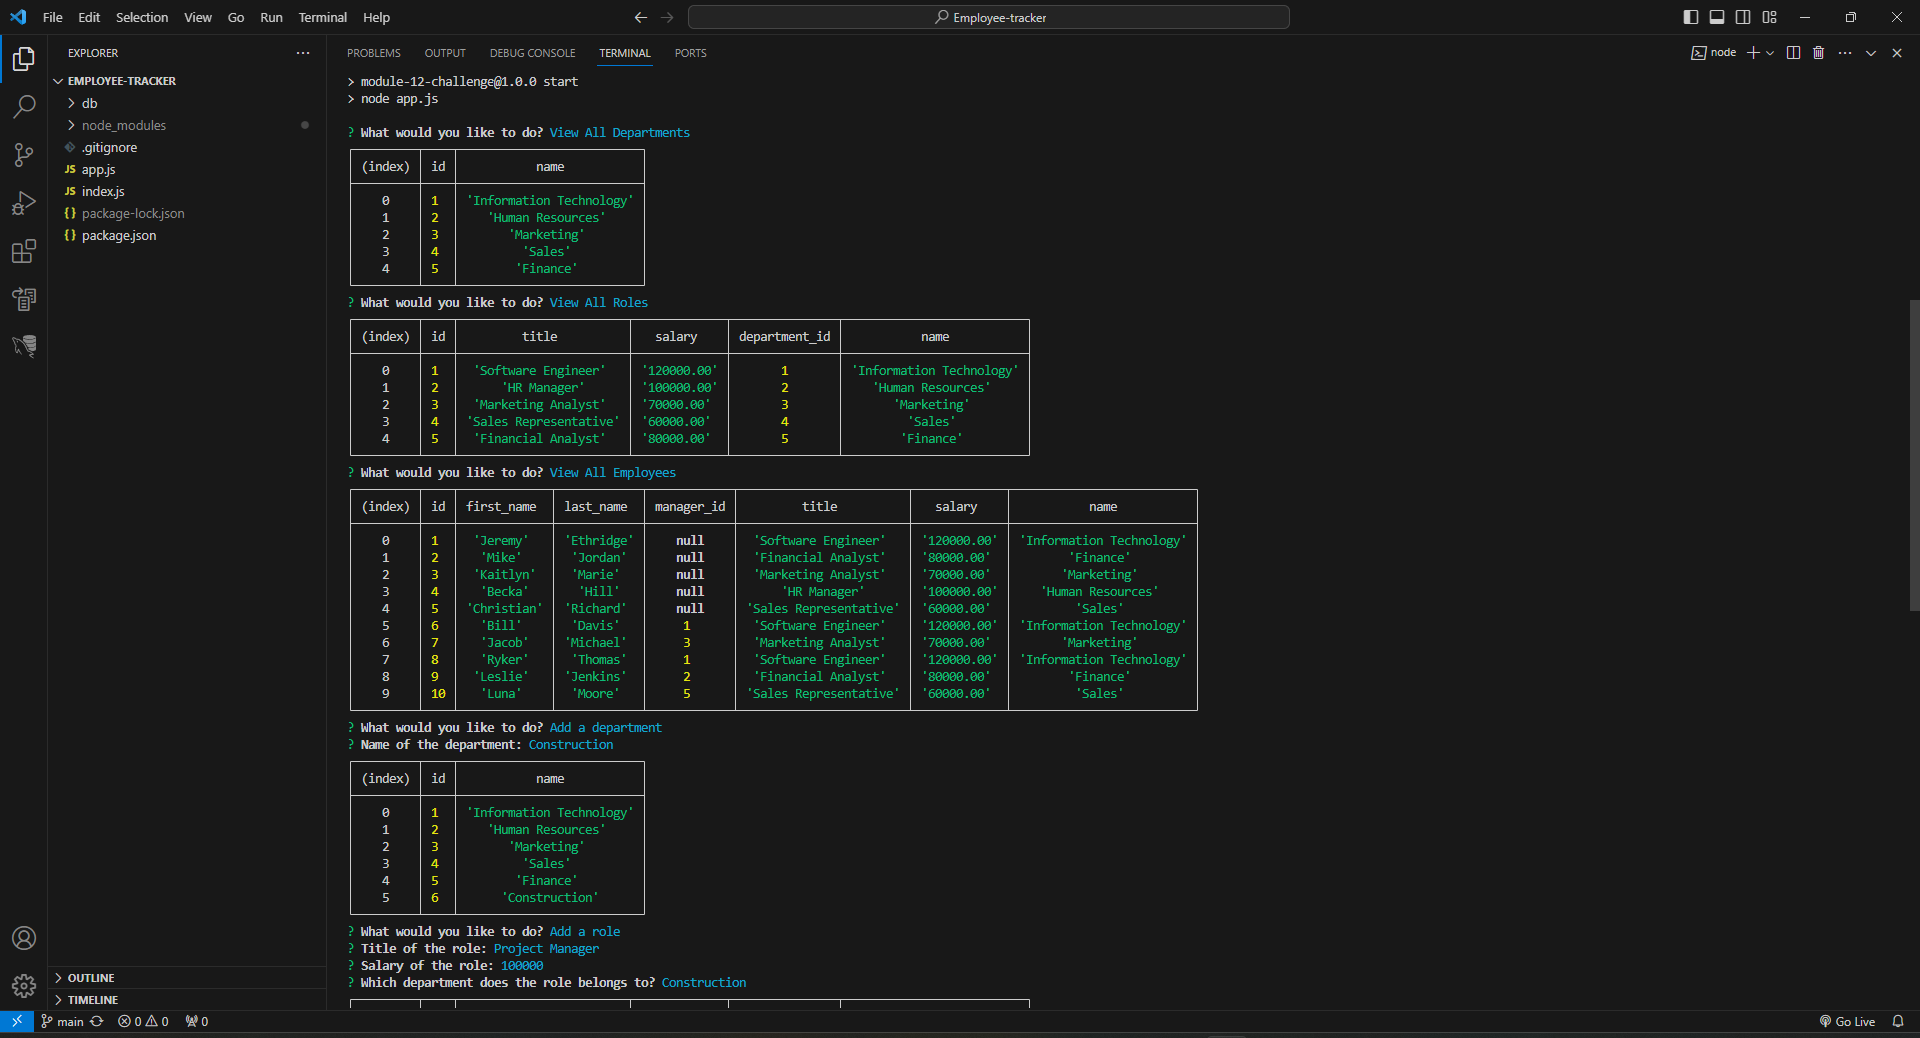 File Edit Selection View Go Run Terminal Help
Employee-tracker
EXPLORER
EMPLOYEE-TRACKER
db
node_modules
.gitignore
JS app.js
JS index.js
{} package-lock.json
{} package.json
OUTLINE
TIMELINE
PROBLEMS OUTPUT DEBUG CONSOLE TERMINAL PORTS
node
> module-12-challenge@1.0.0 start
> node app.js
? What would you like to do? View All Departments
(index) id name
0 1 'Information Technology'
1 2 'Human Resources'
2 3 'Marketing'
3 4 'Sales'
4 5 'Finance'
? What would you like to do? View All Roles
(index) id title salary department_id name
0 1 'Software Engineer' '120000.00' 1 'Information Technology'
1 2 'HR Manager' '100000.00' 2 'Human Resources'
2 3 'Marketing Analyst' '70000.00' 3 'Marketing'
3 4 'Sales Representative' '60000.00' 4 'Sales'
4 5 'Financial Analyst' '80000.00' 5 'Finance'
? What would you like to do? View All Employees
(index) id first_name last_name manager_id title salary name
0 1 'Jeremy' 'Ethridge' null 'Software Engineer' '120000.00' 'Information Technology'
1 2 'Mike' 'Jordan' null 'Financial Analyst' '80000.00' 'Finance'
2 3 'Kaitlyn' 'Marie' null 'Marketing Analyst' '70000.00' 'Marketing'
3 4 'Becka' 'Hill' null 'HR Manager' '100000.00' 'Human Resources'
4 5 'Christian' 'Richard' null 'Sales Representative' '60000.00' 'Sales'
5 6 'Bill' 'Davis' 1 'Software Engineer' '120000.00' 'Information Technology'
6 7 'Jacob' 'Michael' 3 'Marketing Analyst' '70000.00' 'Marketing'
7 8 'Ryker' 'Thomas' 1 'Software Engineer' '120000.00' 'Information Technology'
8 9 'Leslie' 'Jenkins' 2 'Financial Analyst' '80000.00' 'Finance'
9 10 'Luna' 'Moore' 5 'Sales Representative' '60000.00' 'Sales'
? What would you like to do? Add a department
? Name of the department: Construction
(index) id name
0 1 'Information Technology'
1 2 'Human Resources'
2 3 'Marketing'
3 4 'Sales'
4 5 'Finance'
5 6 'Construction'
? What would you like to do? Add a role
? Title of the role: Project Manager
? Salary of the role: 100000
? Which department does the role belongs to? Construction
main 0 0 0 Go Live